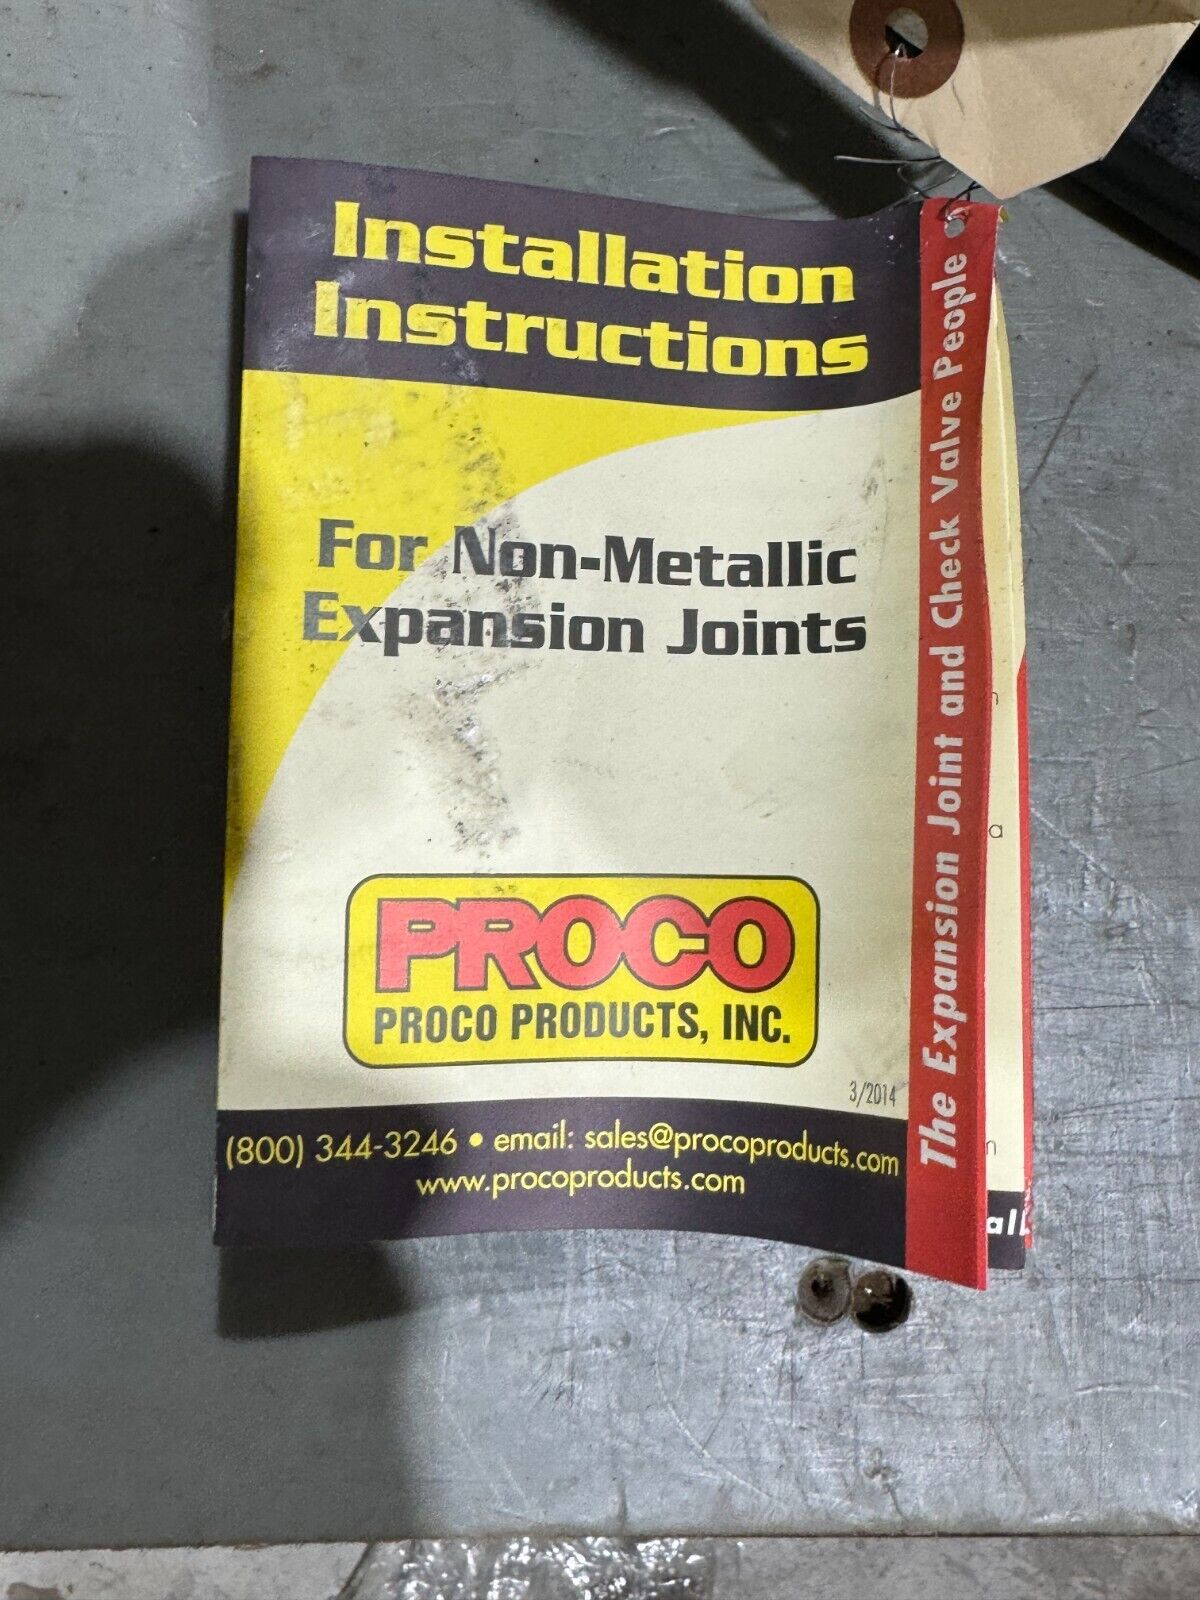 Installation
Instructions
For Non-Metallic
Expansion Joints
PROCO
PROCO PRODUCTS, INC.
3/2014
(800) 344-3246 • email: sales@procoproducts.com
www.procoproducts.com
The Expansion Joint and Check Valve People
a
n
al